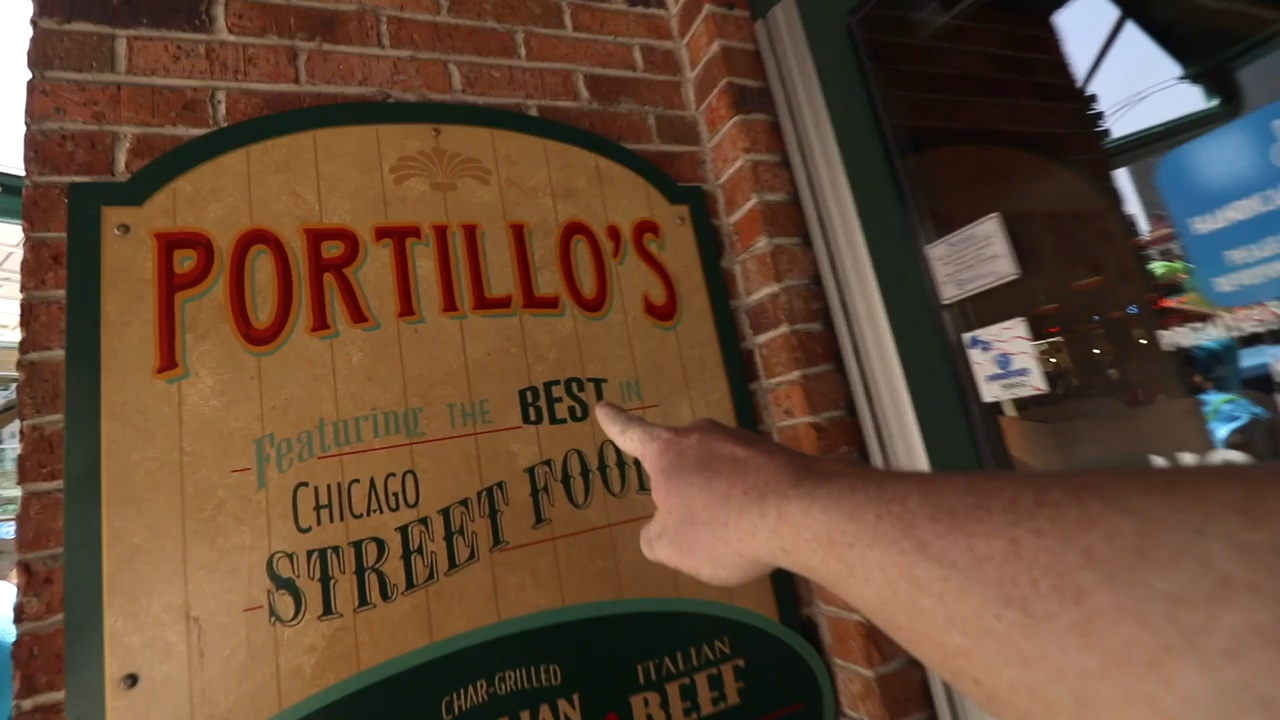 PORTILLO'S
Featuring THE BEST IN
CHICAGO
STREET FOOD
CHAR-GRILLED
ITALIAN
BEEF